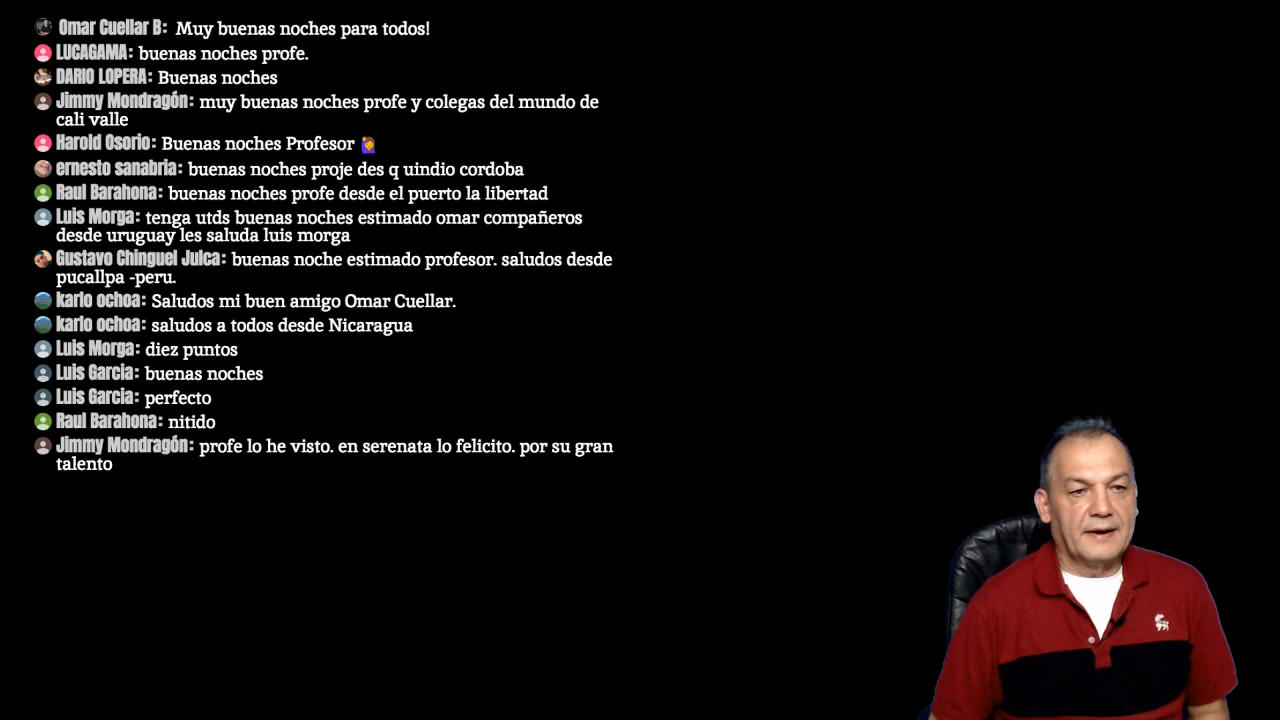 Omar Cuellar B: Muy buenas noches para todos!
LUCAGAMA: buenas noches profe.
DARIO LOPERA: Buenas noches
Jimmy Mondragón: muy buenas noches profe y colegas del mundo de
cali valle
Harold Osorio: Buenas noches Profesor 🙋‍♀️
ernesto sanabria: buenas noches proje des q uindio cordoba
Raul Barahona: buenas noches profe desde el puerto la libertad
Luis Morga: tenga utds buenas noches estimado omar compañeros
desde uruguay les saluda luis morga
Gustavo Chinguel Julca: buenas noche estimado profesor. saludos desde
pucallpa -peru.
karlo ochoa: Saludos mi buen amigo Omar Cuellar.
karlo ochoa: saludos a todos desde Nicaragua
Luis Morga: diez puntos
Luis Garcia: buenas noches
Luis Garcia: perfecto
Raul Barahona: nitido
Jimmy Mondragón: profe lo he visto. en serenata lo felicito. por su gran
talento